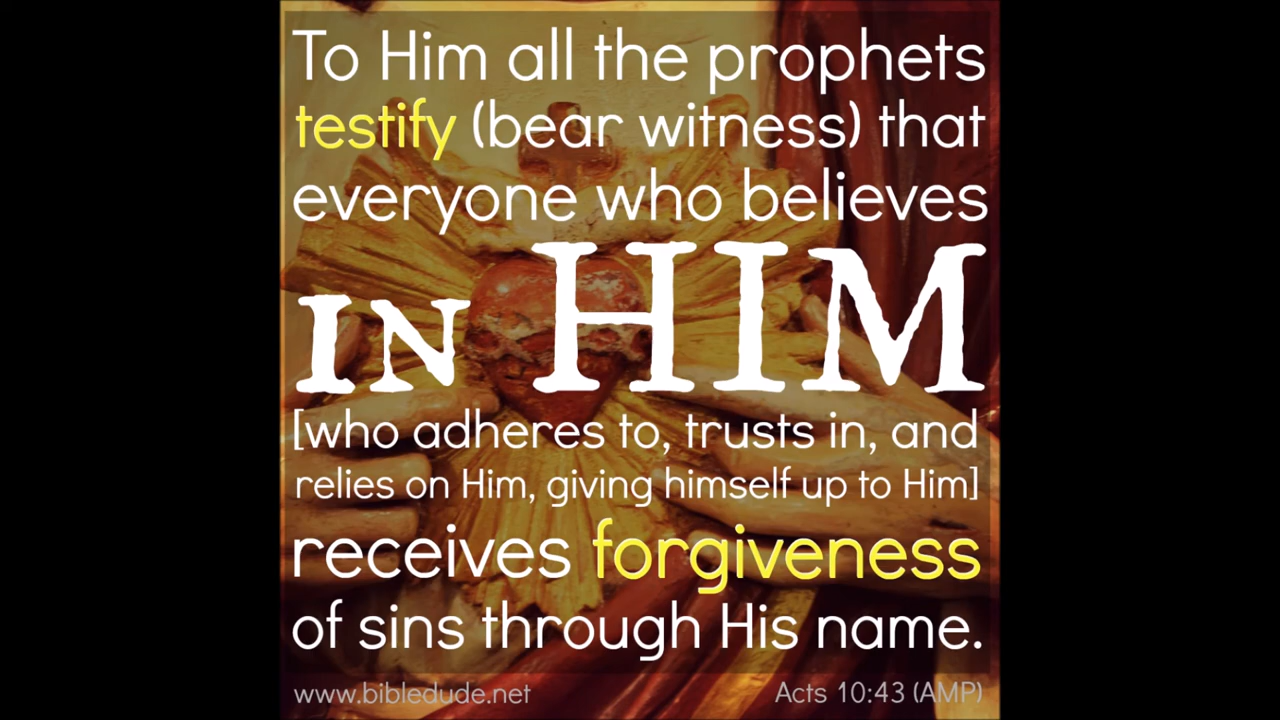 To Him all the prophets
testify (bear witness) that
everyone who believes
IN HIM
[who adheres to, trusts in, and
relies on Him, giving himself up to Him]
receives forgiveness
of sins through His name.
www.bibledude.net
Acts 10:43 (AMP)